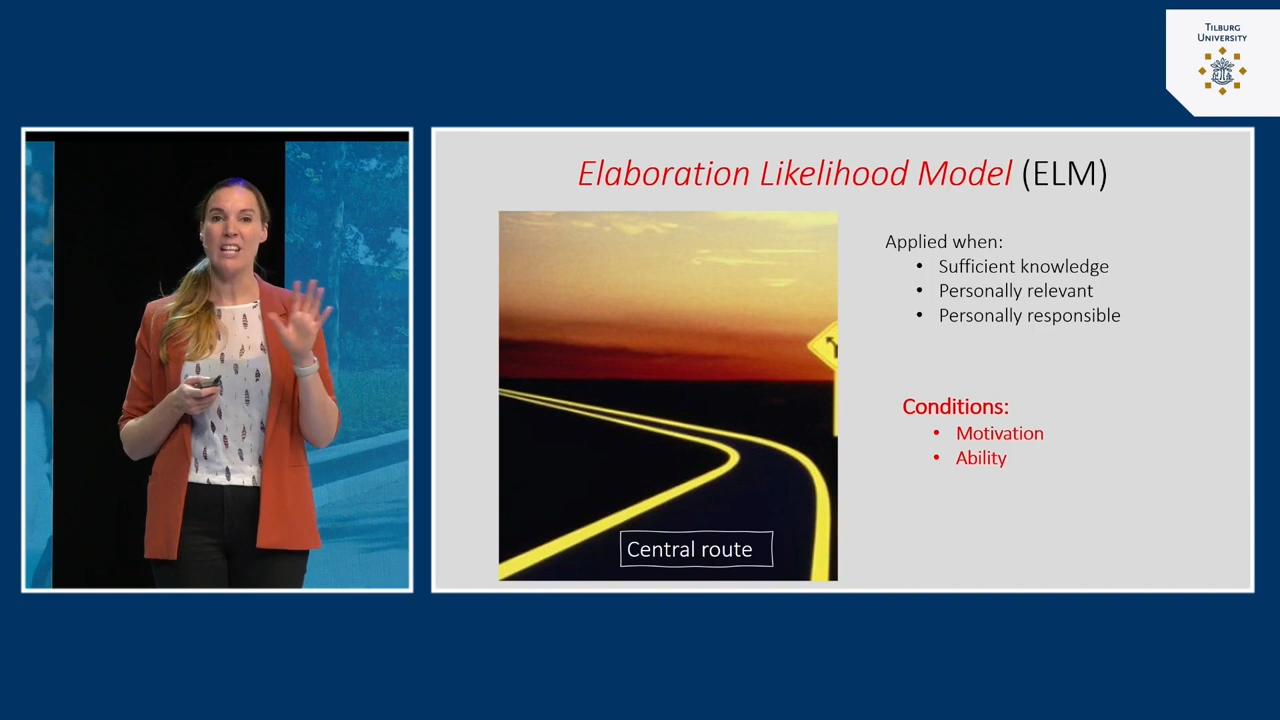 TILBURG
UNIVERSITY
Elaboration Likelihood Model (ELM)
Applied when:
• Sufficient knowledge
• Personally relevant
• Personally responsible
Conditions:
• Motivation
• Ability
Central route